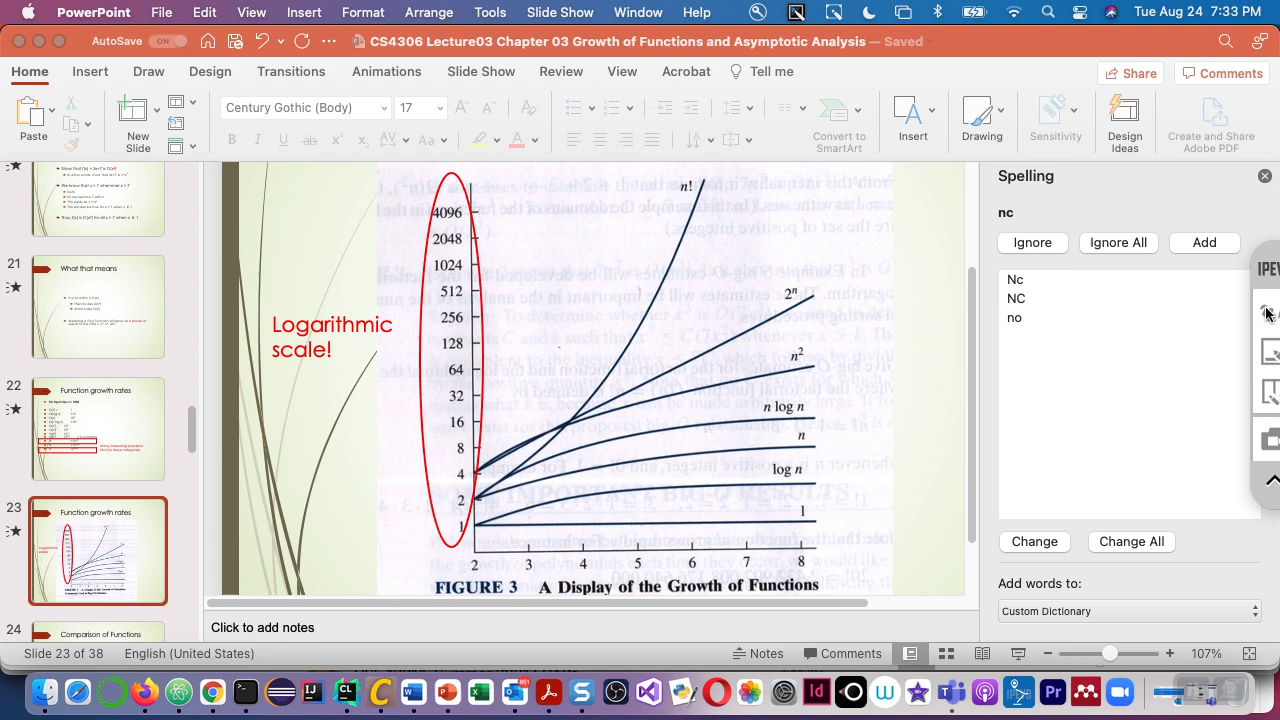 PowerPoint File Edit View Insert Format Arrange Tools Slide Show Window Help Tue Aug 24 7:33 PM
AutoSave ON CS4306 Lecture03 Chapter 03 Growth of Functions and Asymptotic Analysis — Saved
Home Insert Draw Design Transitions Animations Slide Show Review View Acrobat Tell me Share Comments
Century Gothic (Body) 17
Paste New Slide Convert to SmartArt Insert Drawing Sensitivity Design Ideas Create and Share Adobe PDF
21
What that means
22
Function growth rates
23
Function growth rates
24
Comparison of Functions
Logarithmic
scale!
n!
4096
2048
1024
512
2ⁿ
256
128
n²
64
32
n log n
16
n
8
log n
4
2
1
1
2 3 4 5 6 7 8
FIGURE 3 A Display of the Growth of Functions
Click to add notes
Spelling
nc
Ignore Ignore All Add
Nc
NC
no
Change Change All
Add words to:
Custom Dictionary
IPEV
Slide 23 of 38 English (United States) Notes Comments 107%